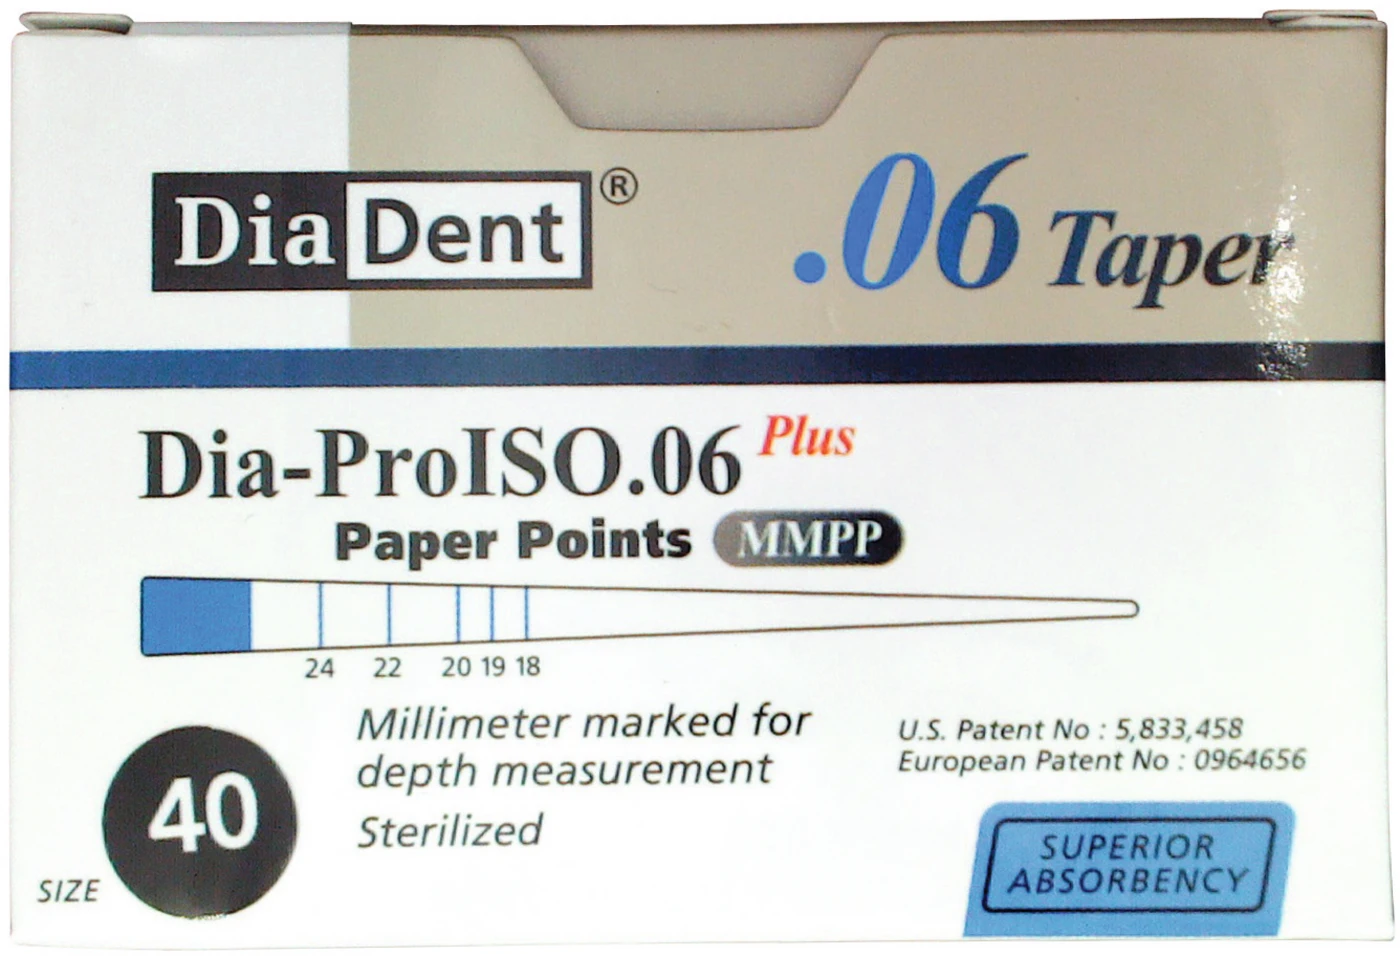 DiaDent®
.06 Taper
Dia-ProISO.06 Plus
Paper Points MMPP
24 22 20 19 18
Millimeter marked for
depth measurement
Sterilized
U.S. Patent No : 5,833,458
European Patent No : 0964656
SIZE 40
SUPERIOR
ABSORBENCY